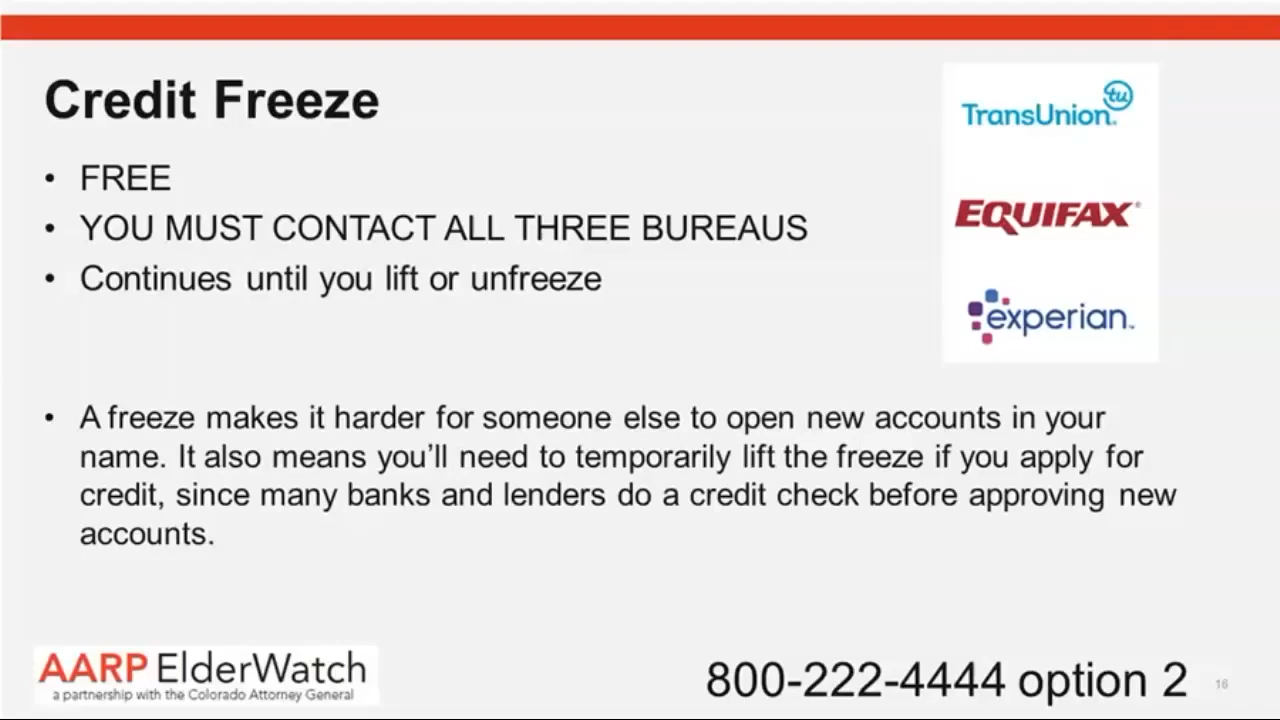 Credit Freeze
• FREE
• YOU MUST CONTACT ALL THREE BUREAUS
• Continues until you lift or unfreeze
TransUnion
tu
EQUIFAX®
experian™
• A freeze makes it harder for someone else to open new accounts in your
name. It also means you’ll need to temporarily lift the freeze if you apply for
credit, since many banks and lenders do a credit check before approving new
accounts.
AARP ElderWatch
a partnership with the Colorado Attorney General
800-222-4444 option 2
16